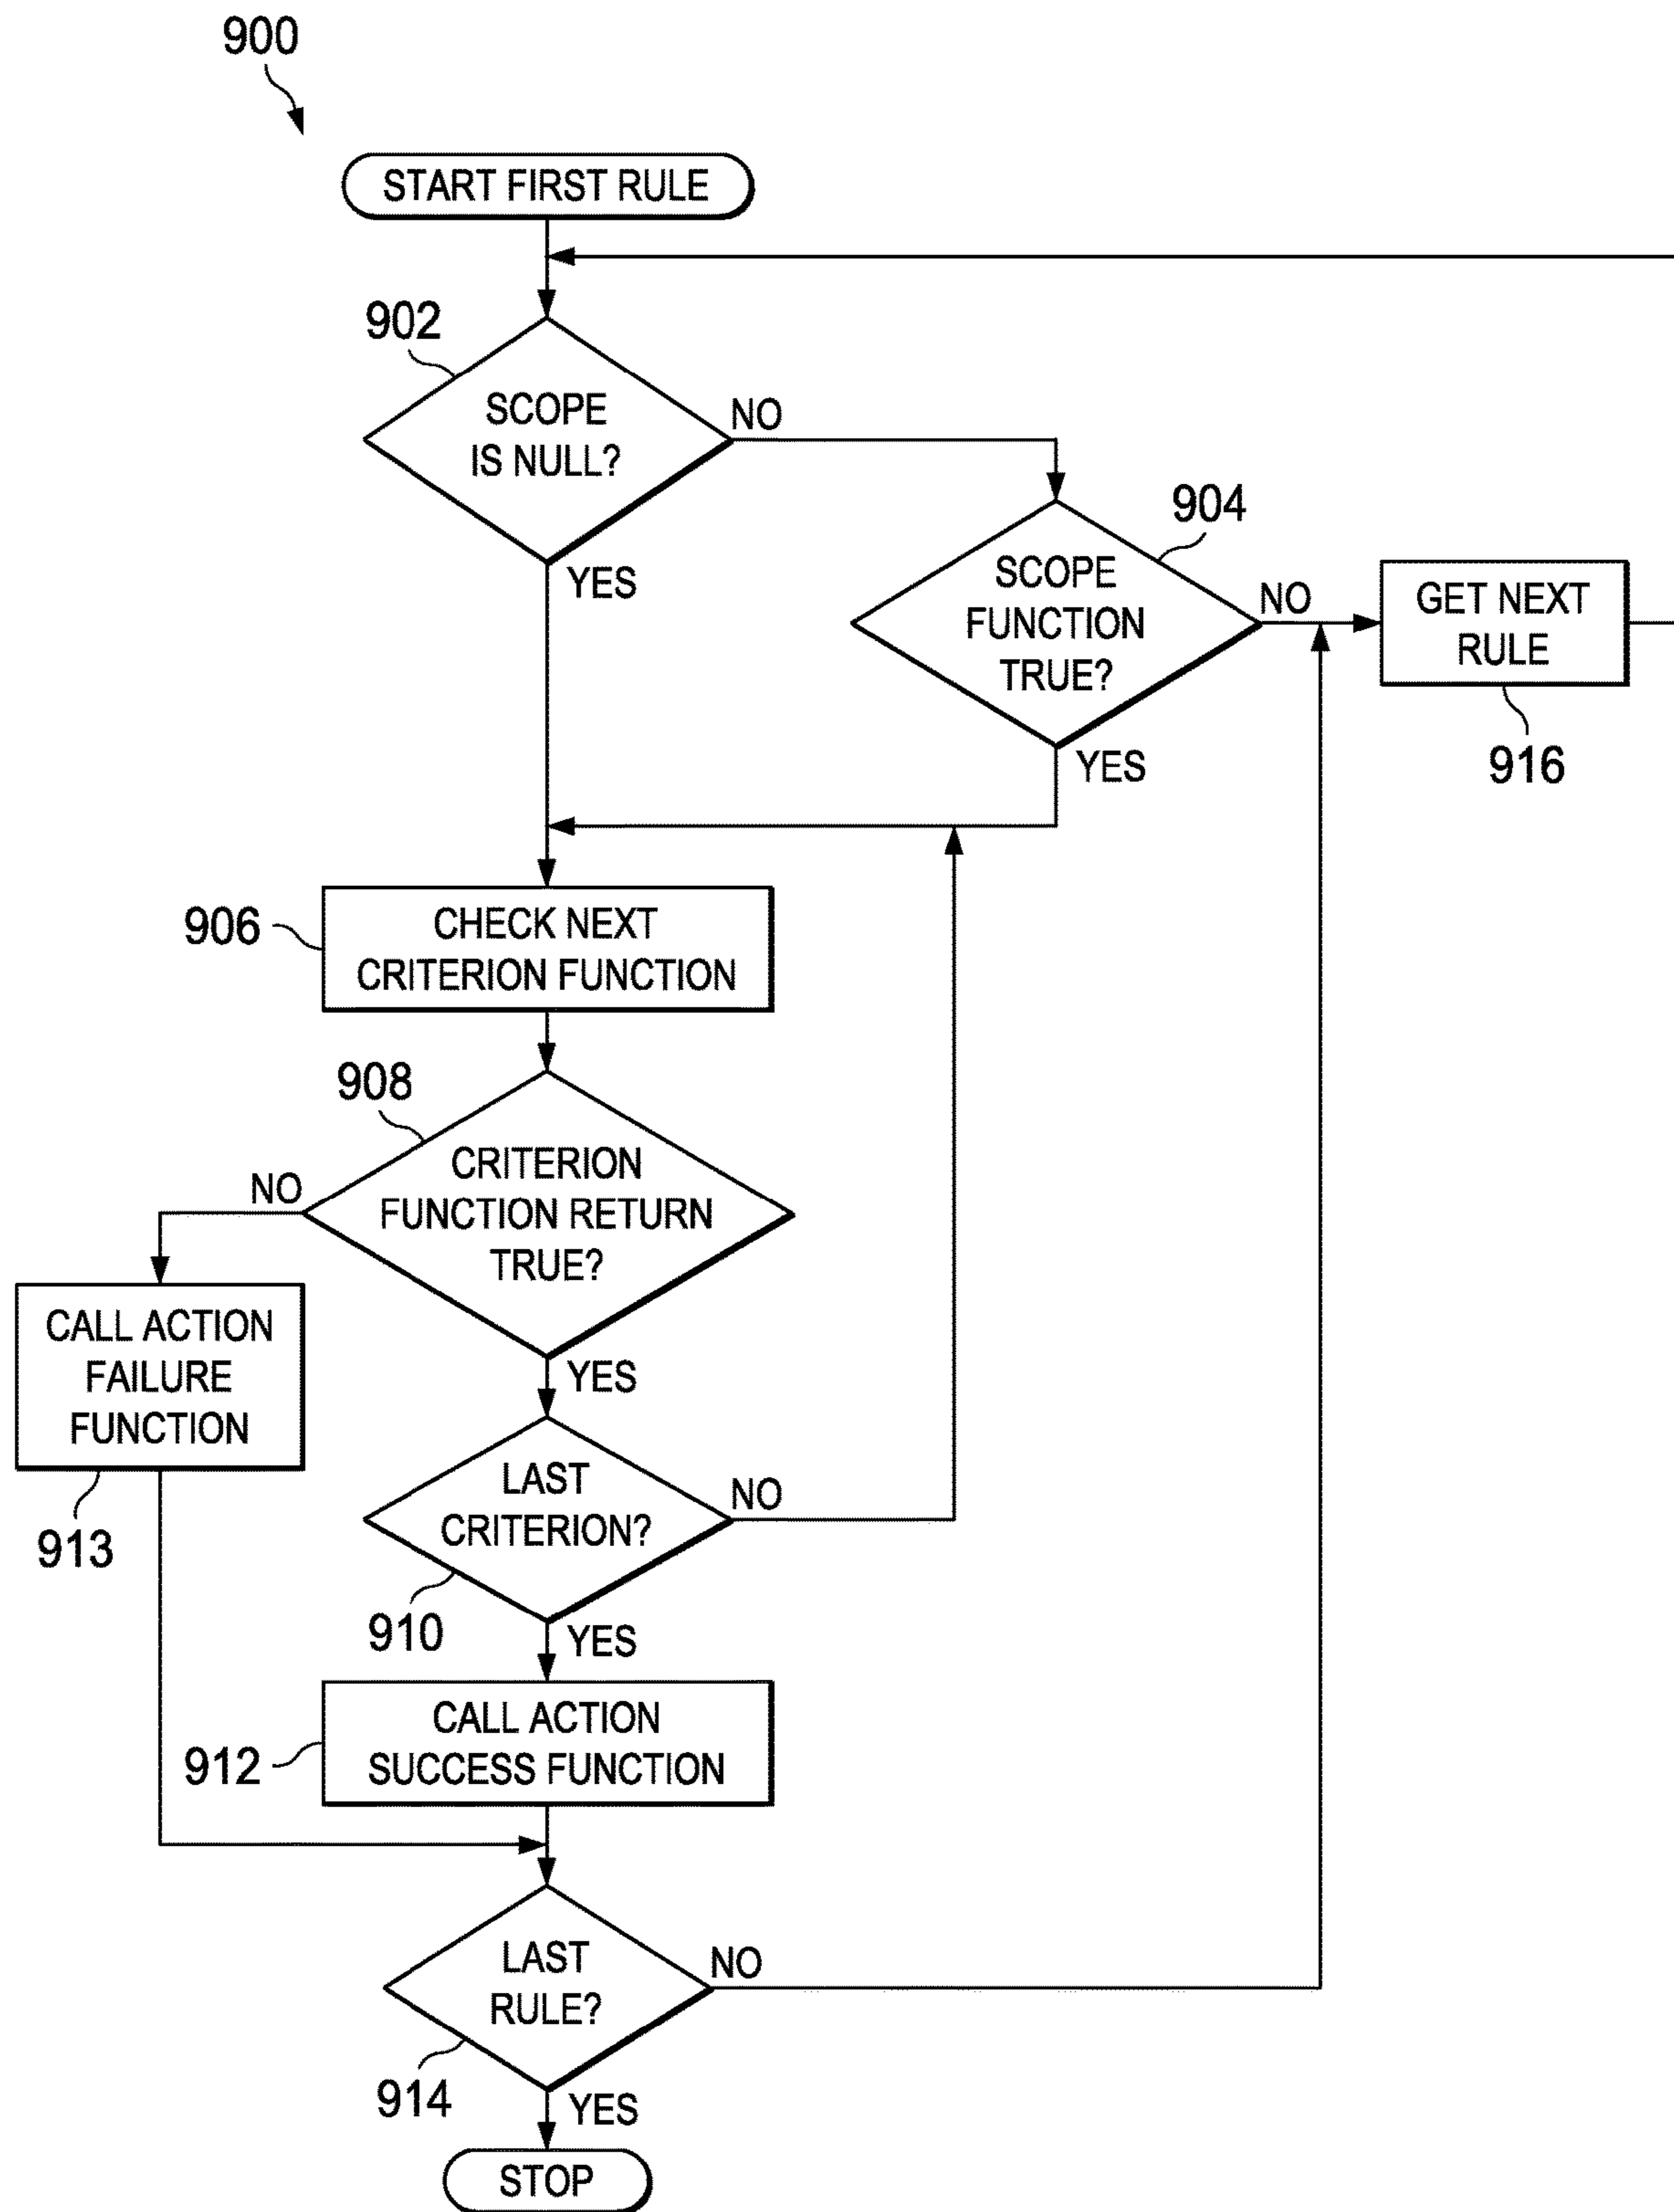 900
START FIRST RULE
902
SCOPE
IS NULL?
NO
YES
904
SCOPE
FUNCTION
TRUE?
NO
YES
GET NEXT
RULE
916
906
CHECK NEXT
CRITERION FUNCTION
908
CRITERION
FUNCTION RETURN
TRUE?
NO
YES
CALL ACTION
FAILURE
FUNCTION
913
LAST
CRITERION?
NO
910
YES
CALL ACTION
SUCCESS FUNCTION
912
LAST
RULE?
NO
914
YES
STOP